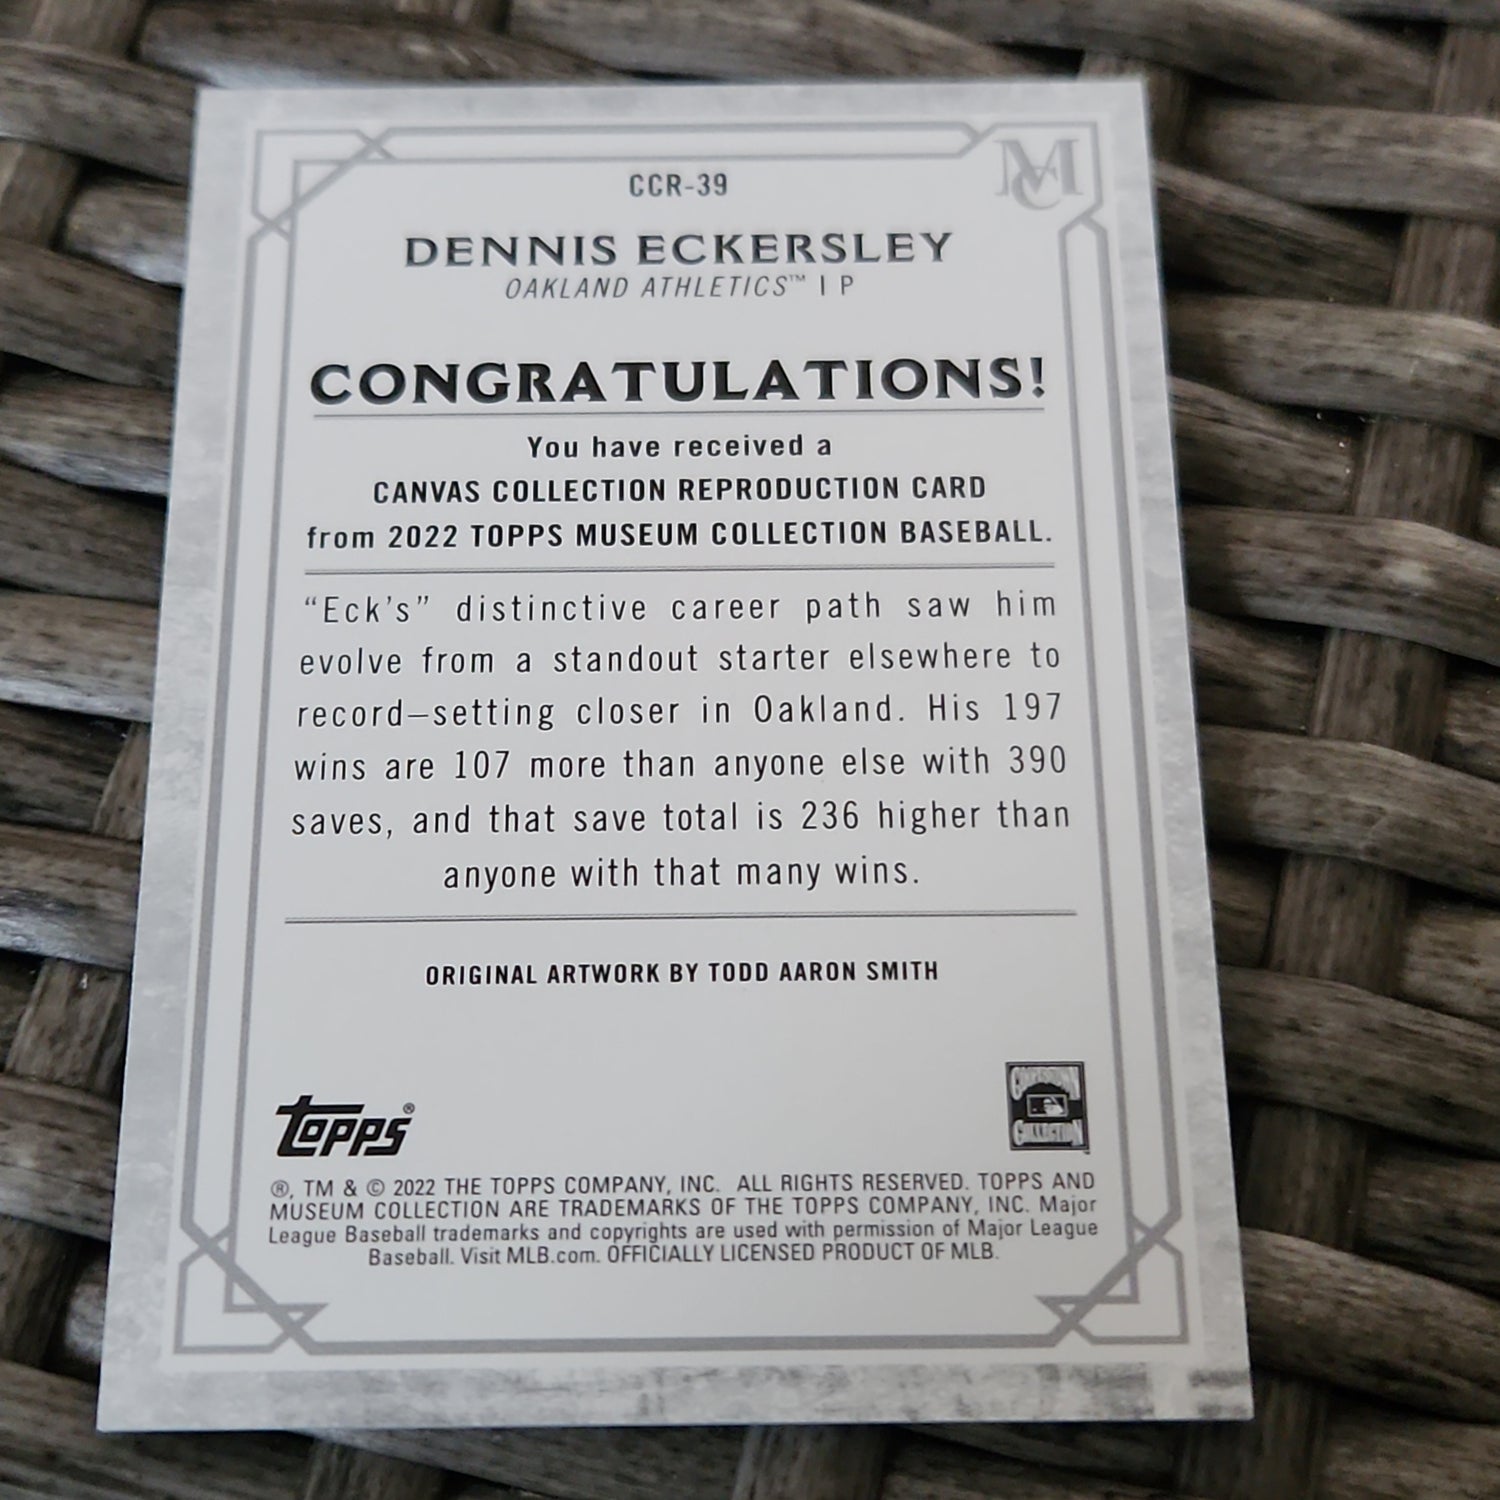 CCR-39
MC
DENNIS ECKERSLEY
OAKLAND ATHLETICS™ | P
CONGRATULATIONS!
You have received a
CANVAS COLLECTION REPRODUCTION CARD
from 2022 TOPPS MUSEUM COLLECTION BASEBALL.
“Eck’s” distinctive career path saw him
evolve from a standout starter elsewhere to
record–setting closer in Oakland. His 197
wins are 107 more than anyone else with 390
saves, and that save total is 236 higher than
anyone with that many wins.
ORIGINAL ARTWORK BY TODD AARON SMITH
TOPPS®
COOPERSTOWN
COLLECTION
®, TM & © 2022 THE TOPPS COMPANY, INC. ALL RIGHTS RESERVED. TOPPS AND
MUSEUM COLLECTION ARE TRADEMARKS OF THE TOPPS COMPANY, INC. Major
League Baseball trademarks and copyrights are used with permission of Major League
Baseball. Visit MLB.com. OFFICIALLY LICENSED PRODUCT OF MLB.